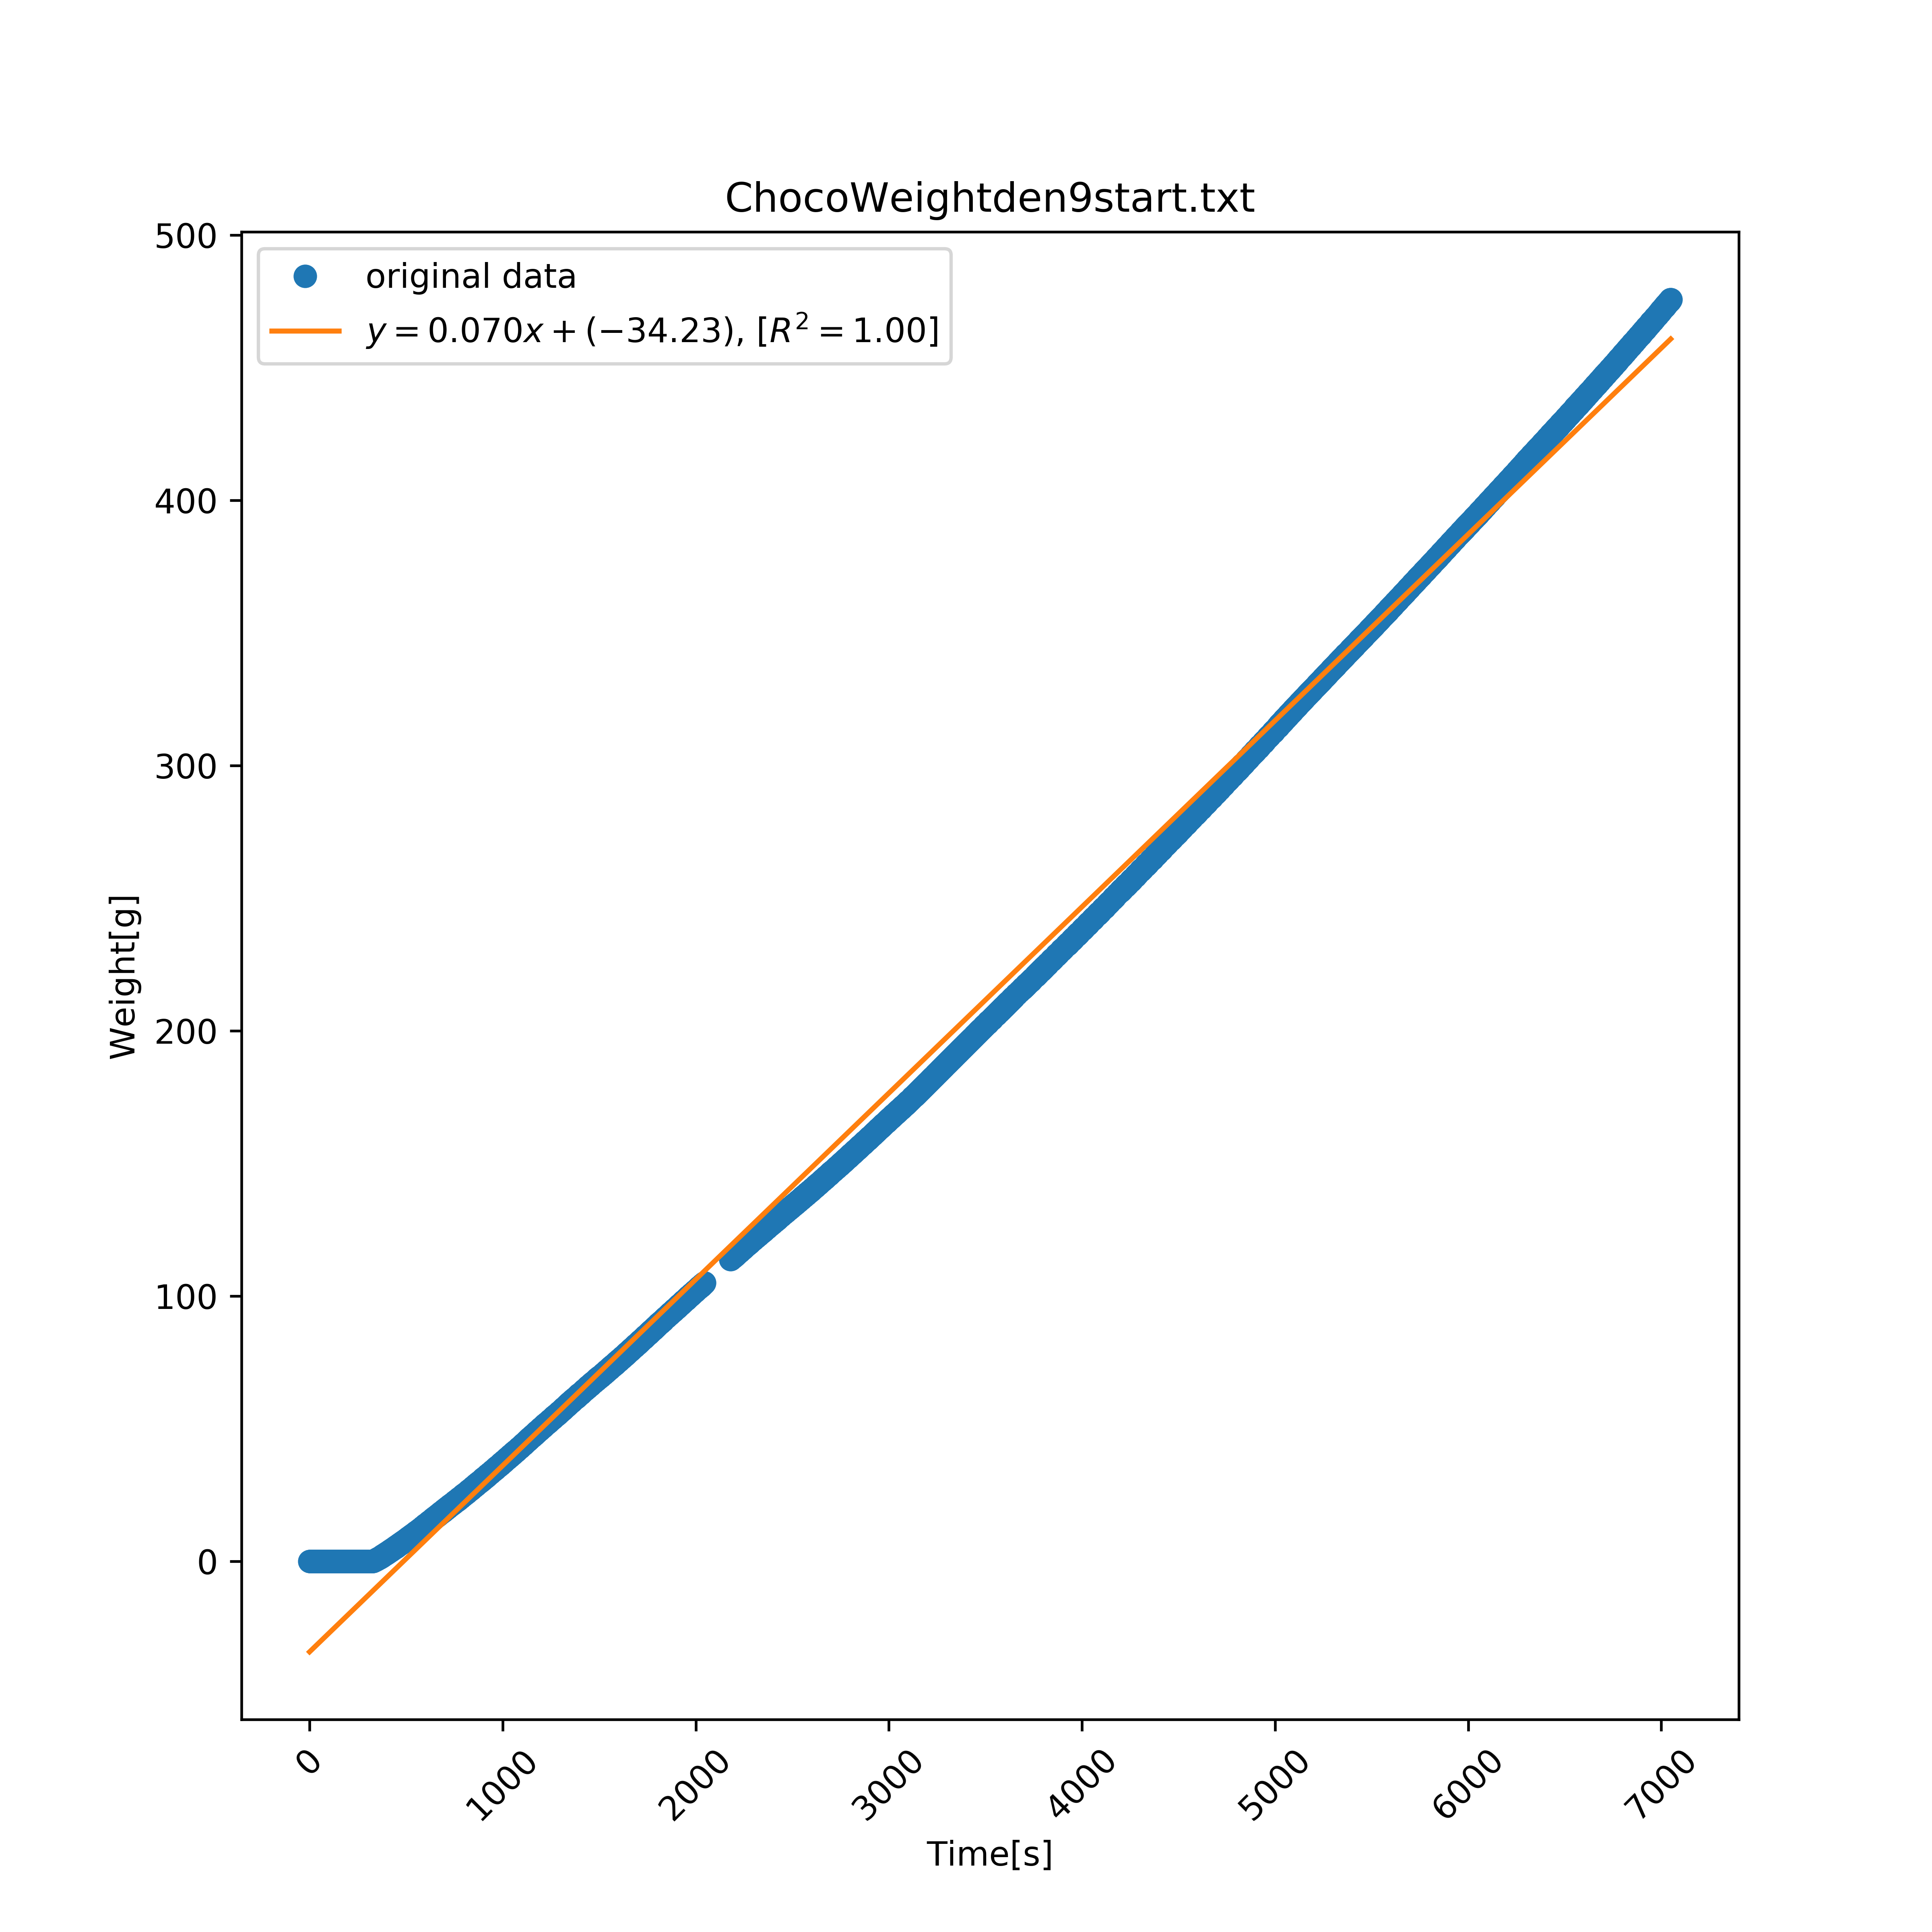 ChocoWeightden9start.txt
original data
y = 0.070x + (−34.23), [R² = 1.00]
500
400
300
200
100
0
Weight[g]
0 1000 2000 3000 4000 5000 6000 7000
Time[s]